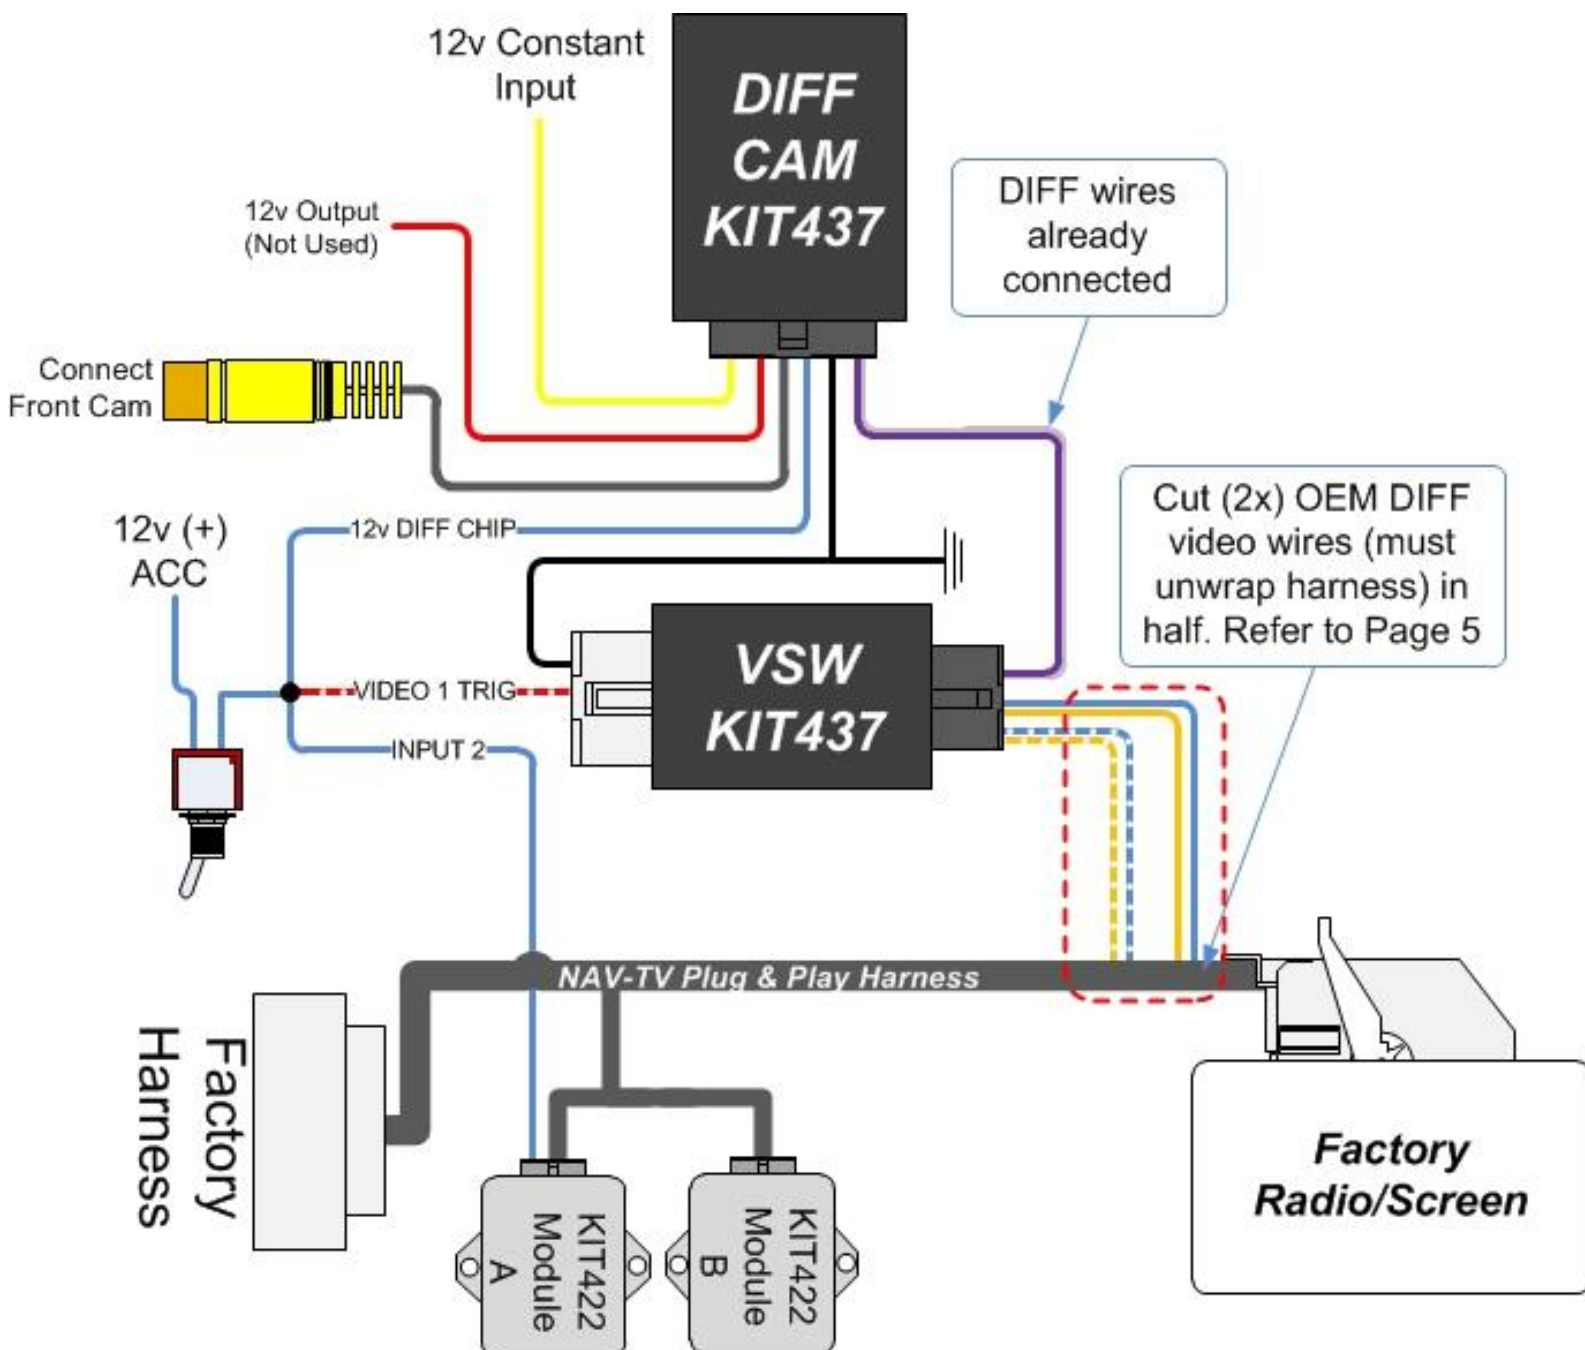 12v Constant
Input
DIFF
CAM
KIT437
12v Output
(Not Used)
DIFF wires
already
connected
Connect
Front Cam
12v DIFF CHIP
12v (+)
ACC
Cut (2x) OEM DIFF
video wires (must
unwrap harness) in
half. Refer to Page 5
VIDEO 1 TRIG
VSW
KIT437
INPUT 2
NAV-TV Plug & Play Harness
Factory
Harness
KIT422
Module
A
KIT422
Module
B
Factory
Radio/Screen